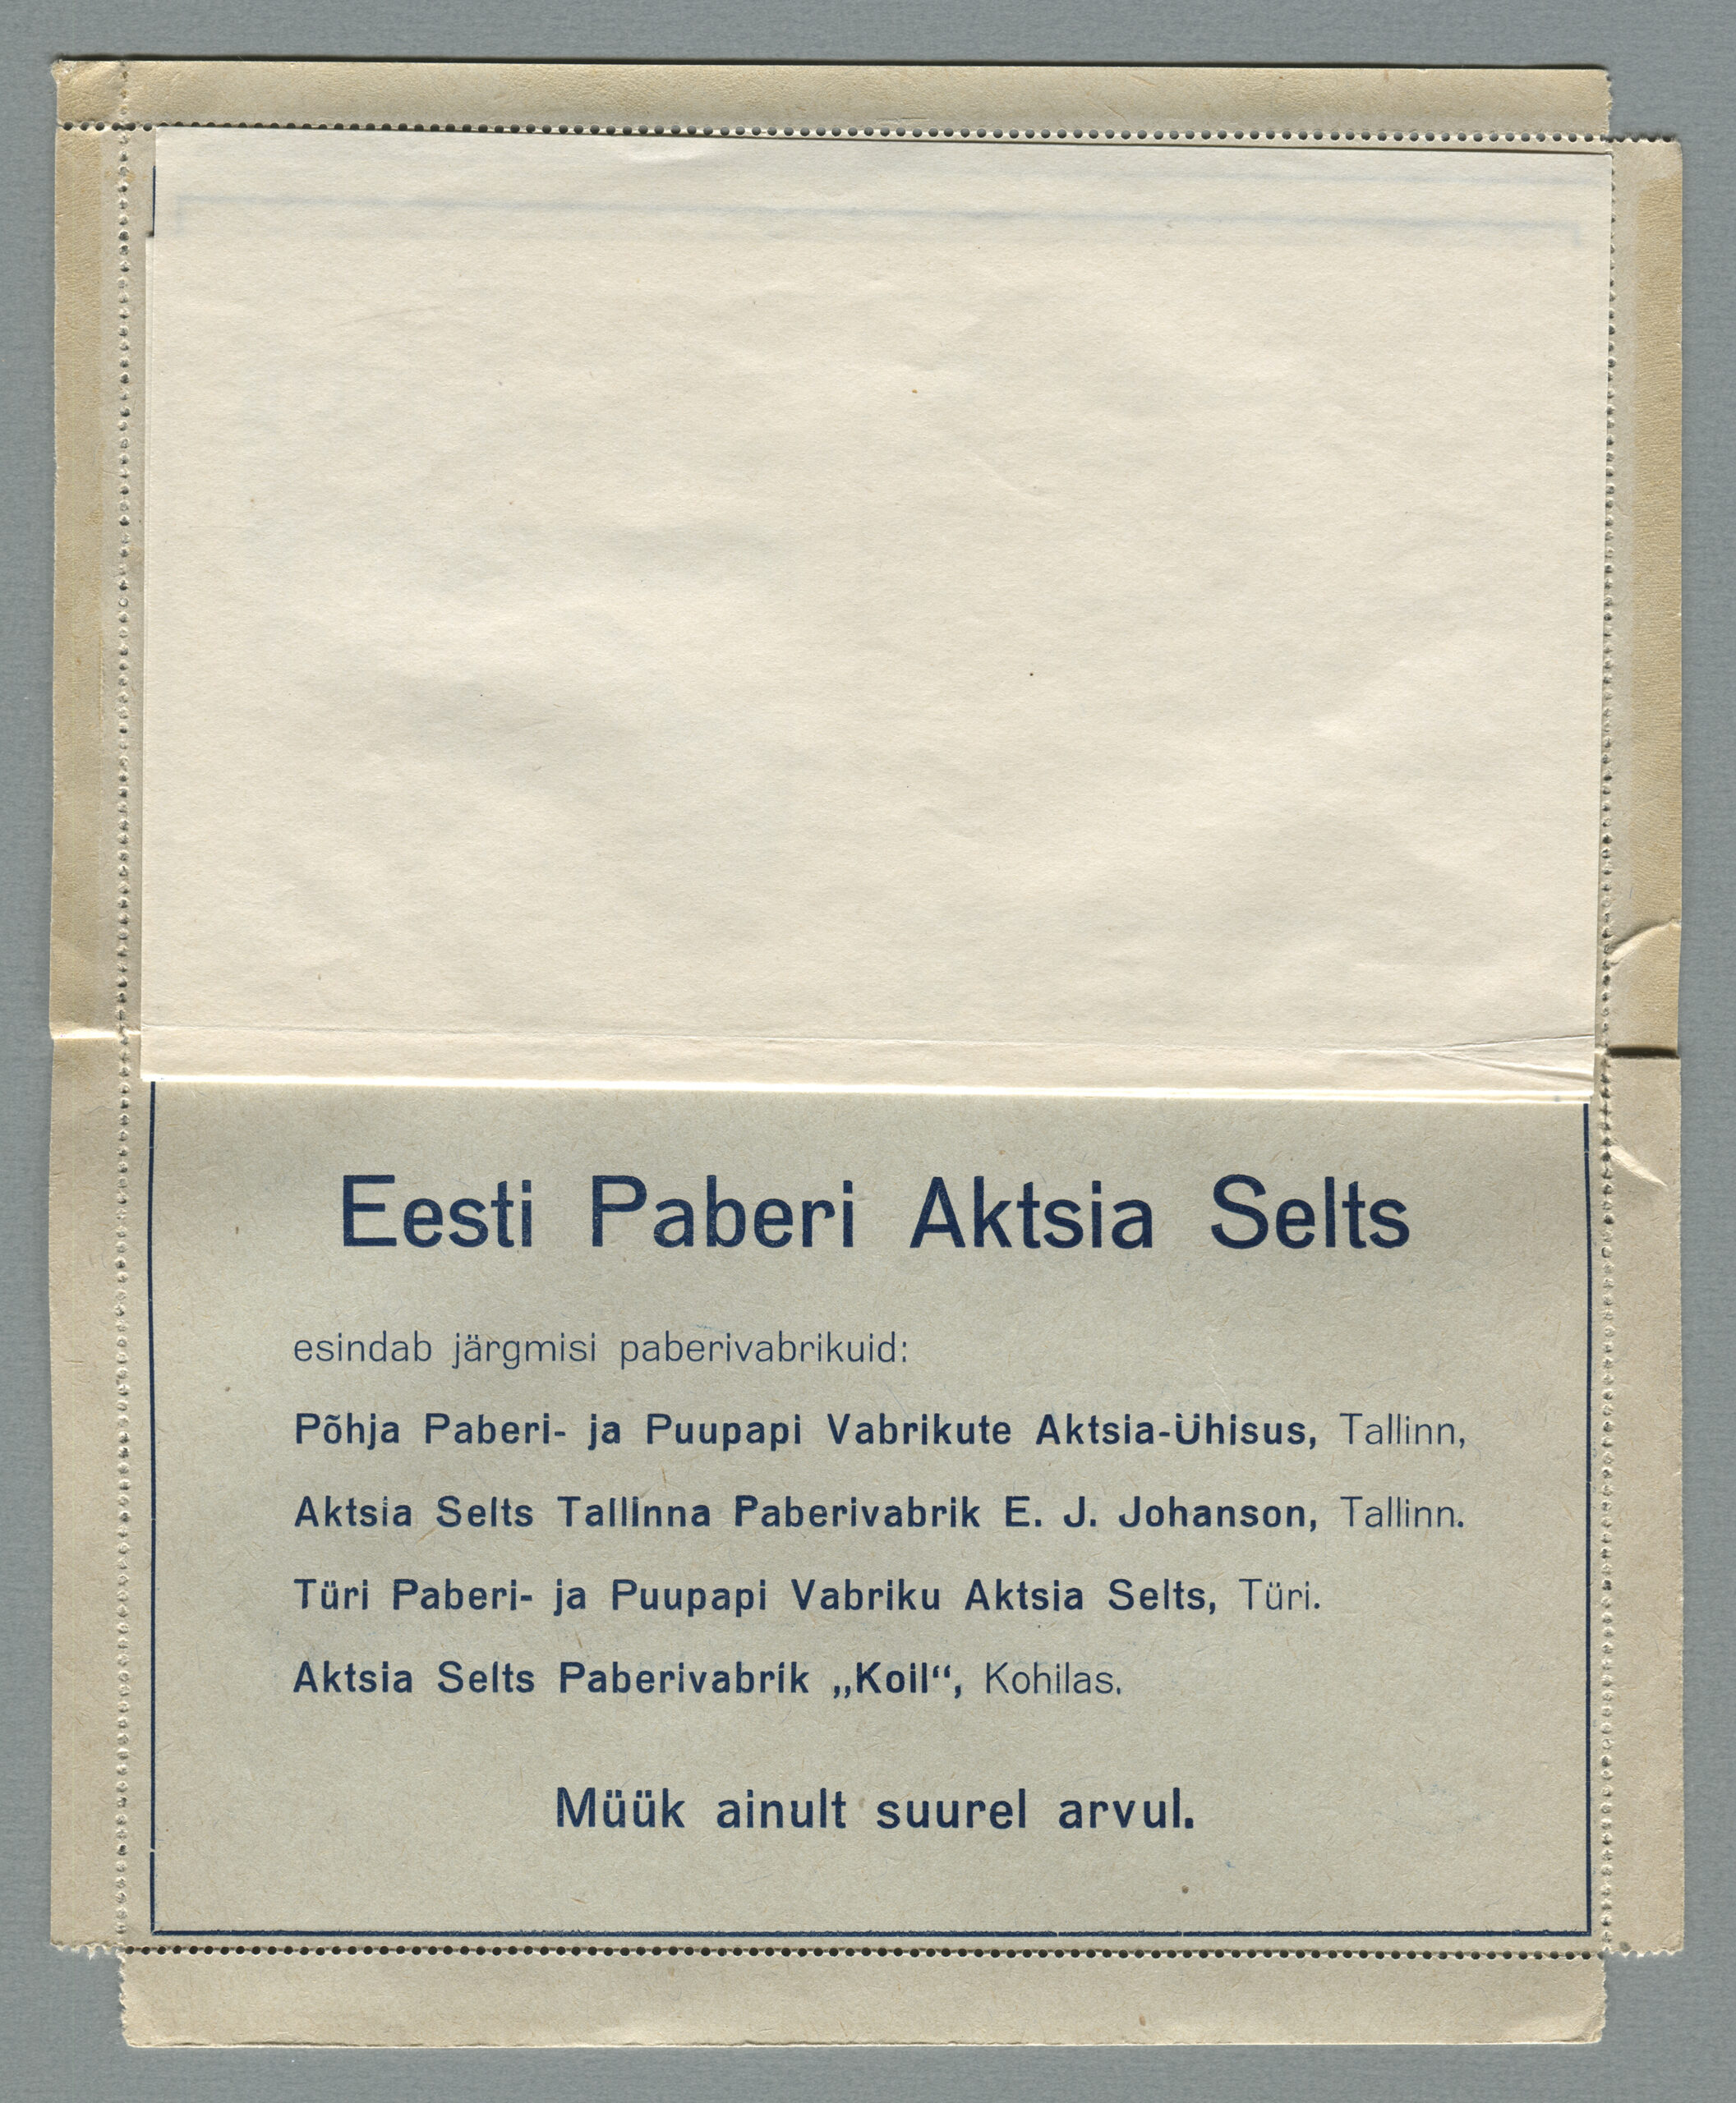 Eesti Paberi Aktsia Selts
esindab järgmisi paberivabrikuid:
Põhja Paberi- ja Puupapi Vabrikute Aktsia-Ühisus, Tallinn,
Aktsia Selts Tallinna Paberivabrik E. J. Johanson, Tallinn.
Türi Paberi- ja Puupapi Vabriku Aktsia Selts, Türi.
Aktsia Selts Paberivabrik „Koil“, Kohilas.
Müük ainult suurel arvul.